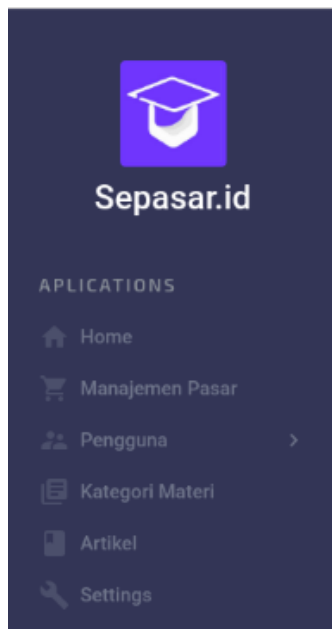 Sepasar.id
APLICATIONS
Home
Manajemen Pasar
Pengguna
Kategori Materi
Artikel
Settings